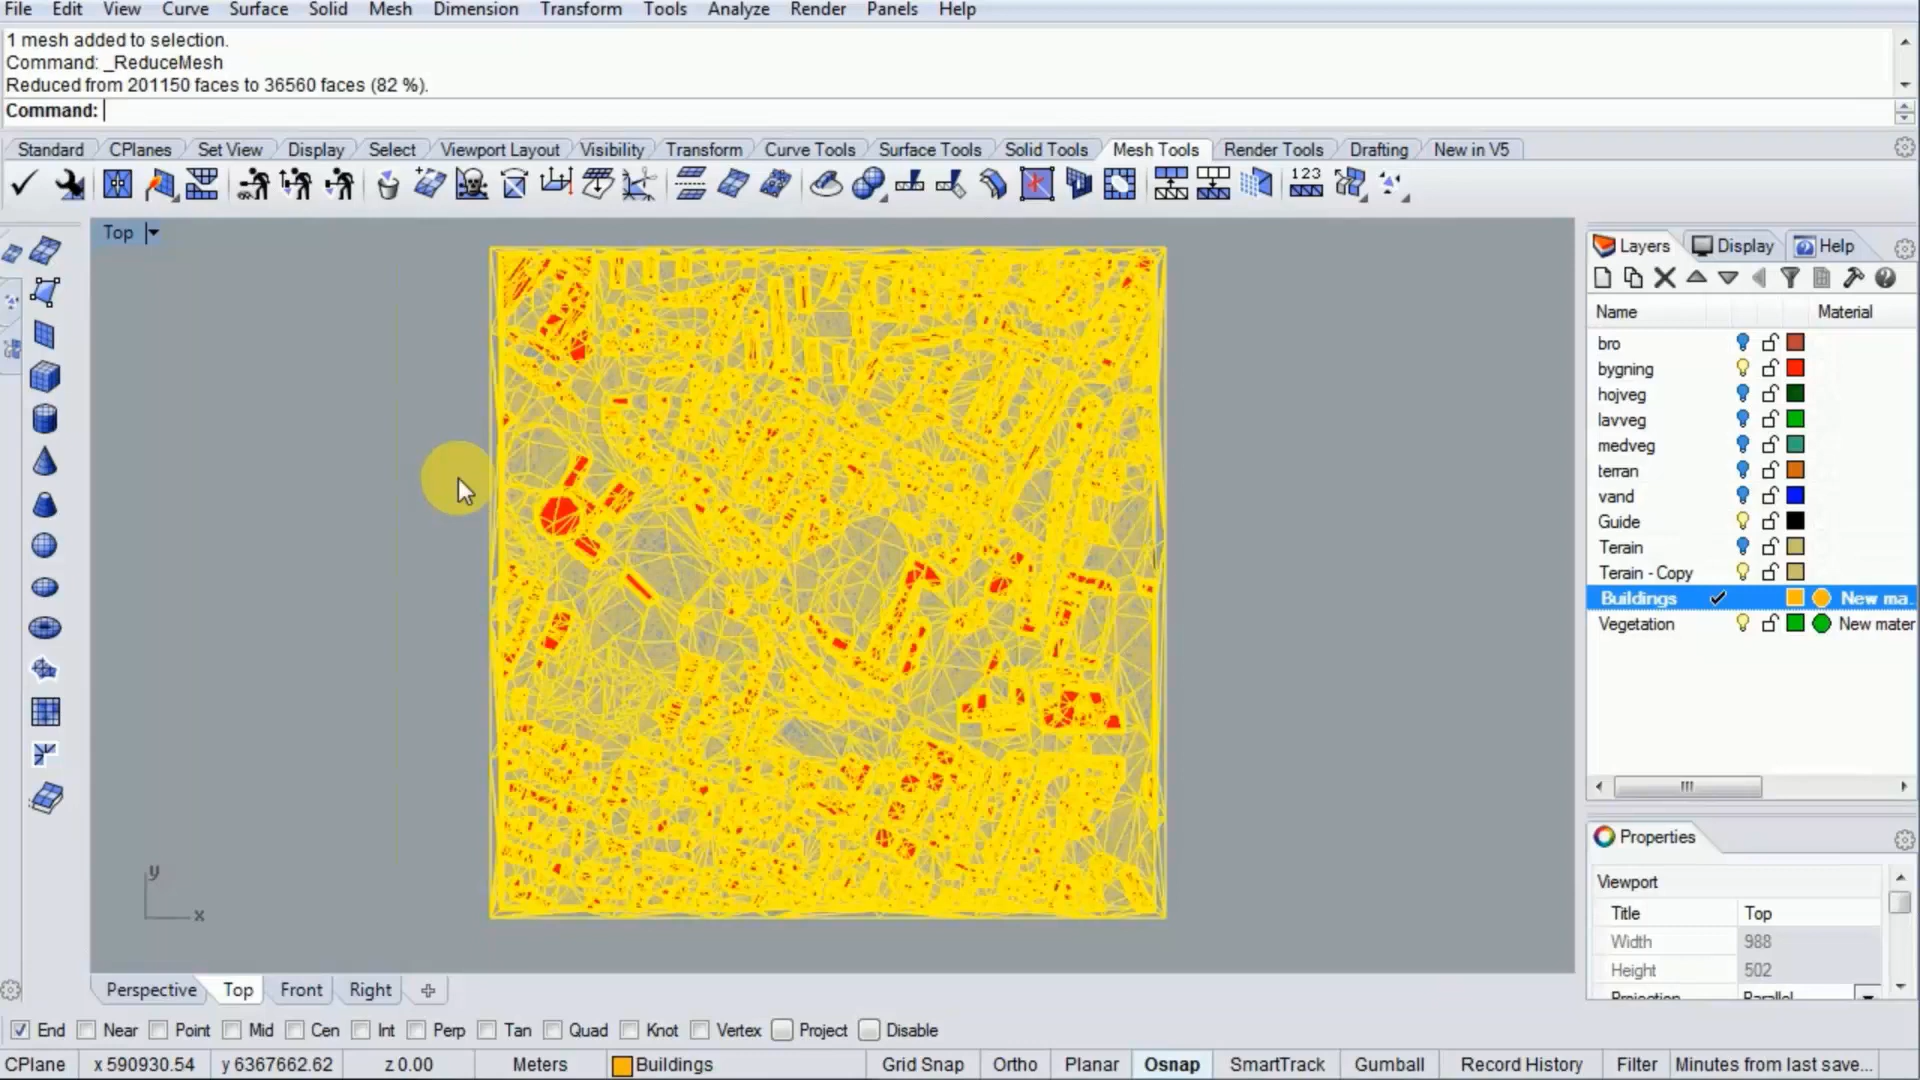 File Edit View Curve Surface Solid Mesh Dimension Transform Tools Analyze Render Panels Help
1 mesh added to selection.
Command: _ReduceMesh
Reduced from 201150 faces to 36560 faces (82 %).
Command:
Standard CPlanes Set View Display Select Viewport Layout Visibility Transform Curve Tools Surface Tools Solid Tools Mesh Tools Render Tools Drafting New in V5
123
Top
Layers Display Help
Name Material
bro
bygning
hojveg
lavveg
medveg
terran
vand
Guide
Terain
Terain - Copy
Buildings New ma...
Vegetation New mater
Properties
Viewport
Title Top
Width 988
Height 502
Projection Parallel
y
x
Perspective Top Front Right
End Near Point Mid Cen Int Perp Tan Quad Knot Vertex Project Disable
CPlane x 590930.54 y 6367662.62 z 0.00 Meters Buildings Grid Snap Ortho Planar Osnap SmartTrack Gumball Record History Filter Minutes from last save...